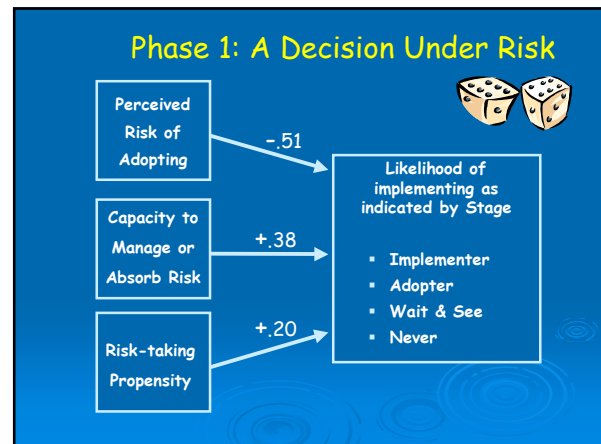 Phase 1: A Decision Under Risk
Perceived
Risk of
Adopting
-.51
Capacity to
Manage or
Absorb Risk
+.38
Risk-taking
Propensity
+.20
Likelihood of
implementing as
indicated by Stage
▪ Implementer
▪ Adopter
▪ Wait & See
▪ Never